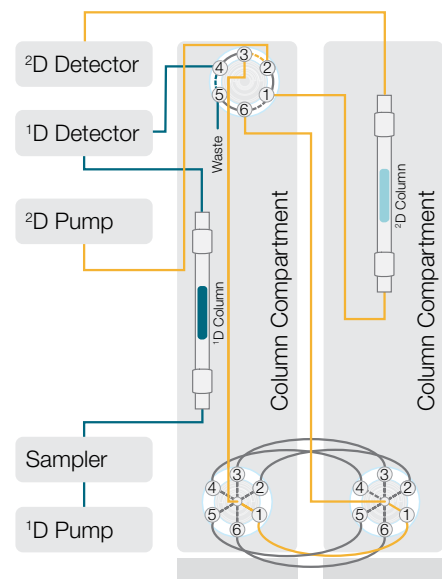 ²D Detector
¹D Detector
²D Pump
Sampler
¹D Pump
3
4
2
5
1
6
Waste
¹D Column
Column Compartment
²D Column
Column Compartment
3
4
2
5
1
6
3
4
2
5
1
6